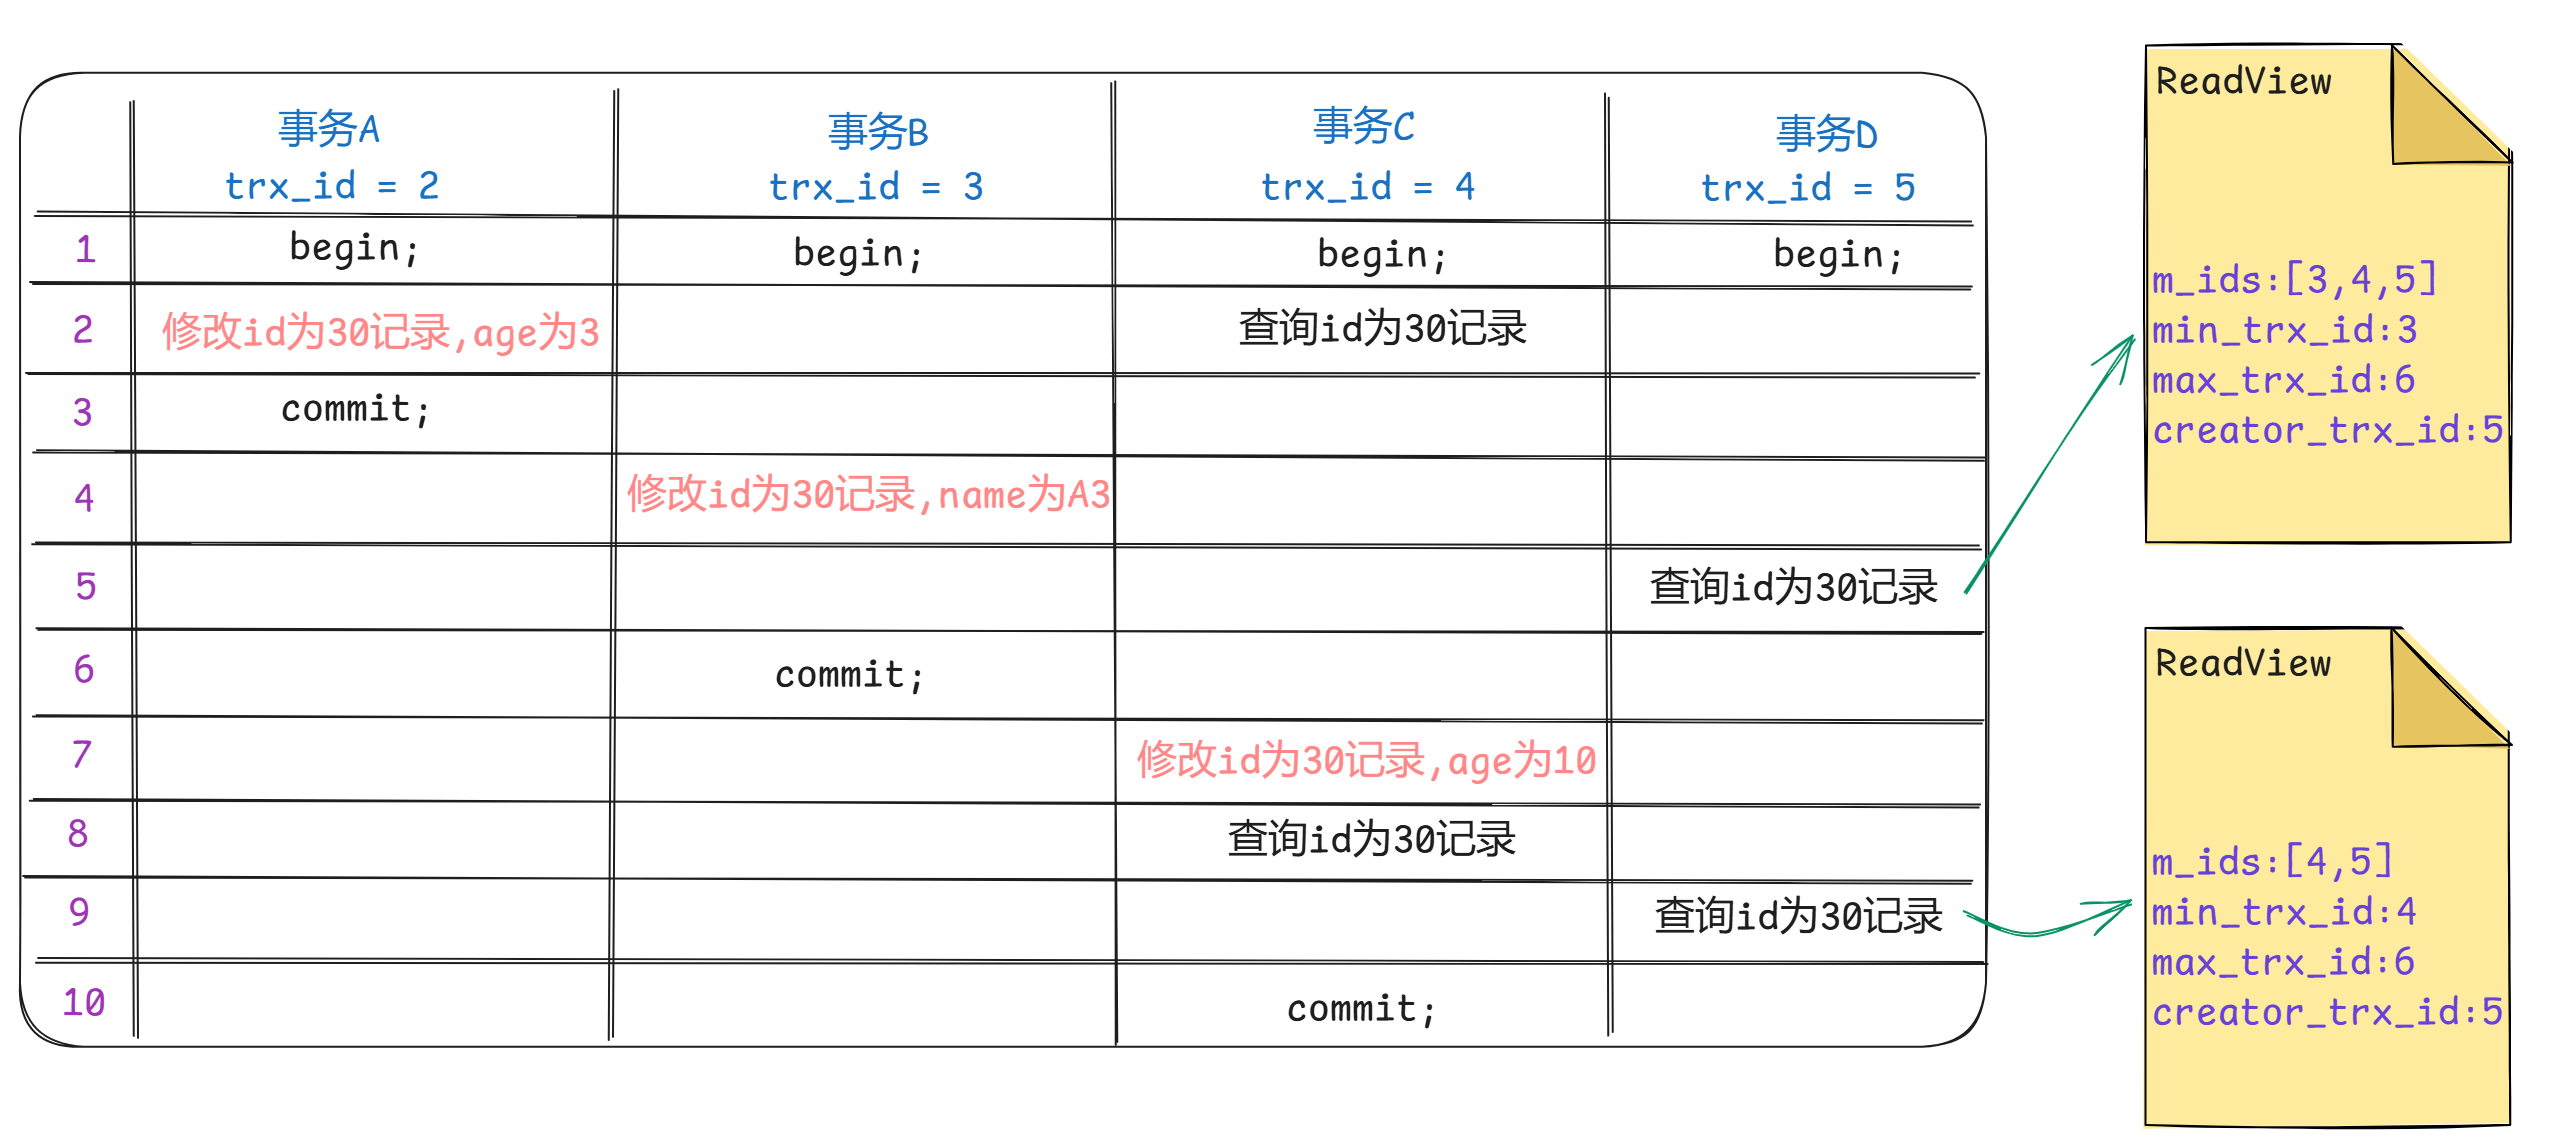 事务A
trx_id = 2
事务B
trx_id = 3
事务C
trx_id = 4
事务D
trx_id = 5
1
begin;
begin;
begin;
begin;
2
修改id为30记录,age为3
查询id为30记录
3
commit;
4
修改id为30记录,name为A3
5
查询id为30记录
6
commit;
7
修改id为30记录,age为10
8
查询id为30记录
9
查询id为30记录
10
commit;
ReadView
m_ids:[3,4,5]
min_trx_id:3
max_trx_id:6
creator_trx_id:5
ReadView
m_ids:[4,5]
min_trx_id:4
max_trx_id:6
creator_trx_id:5